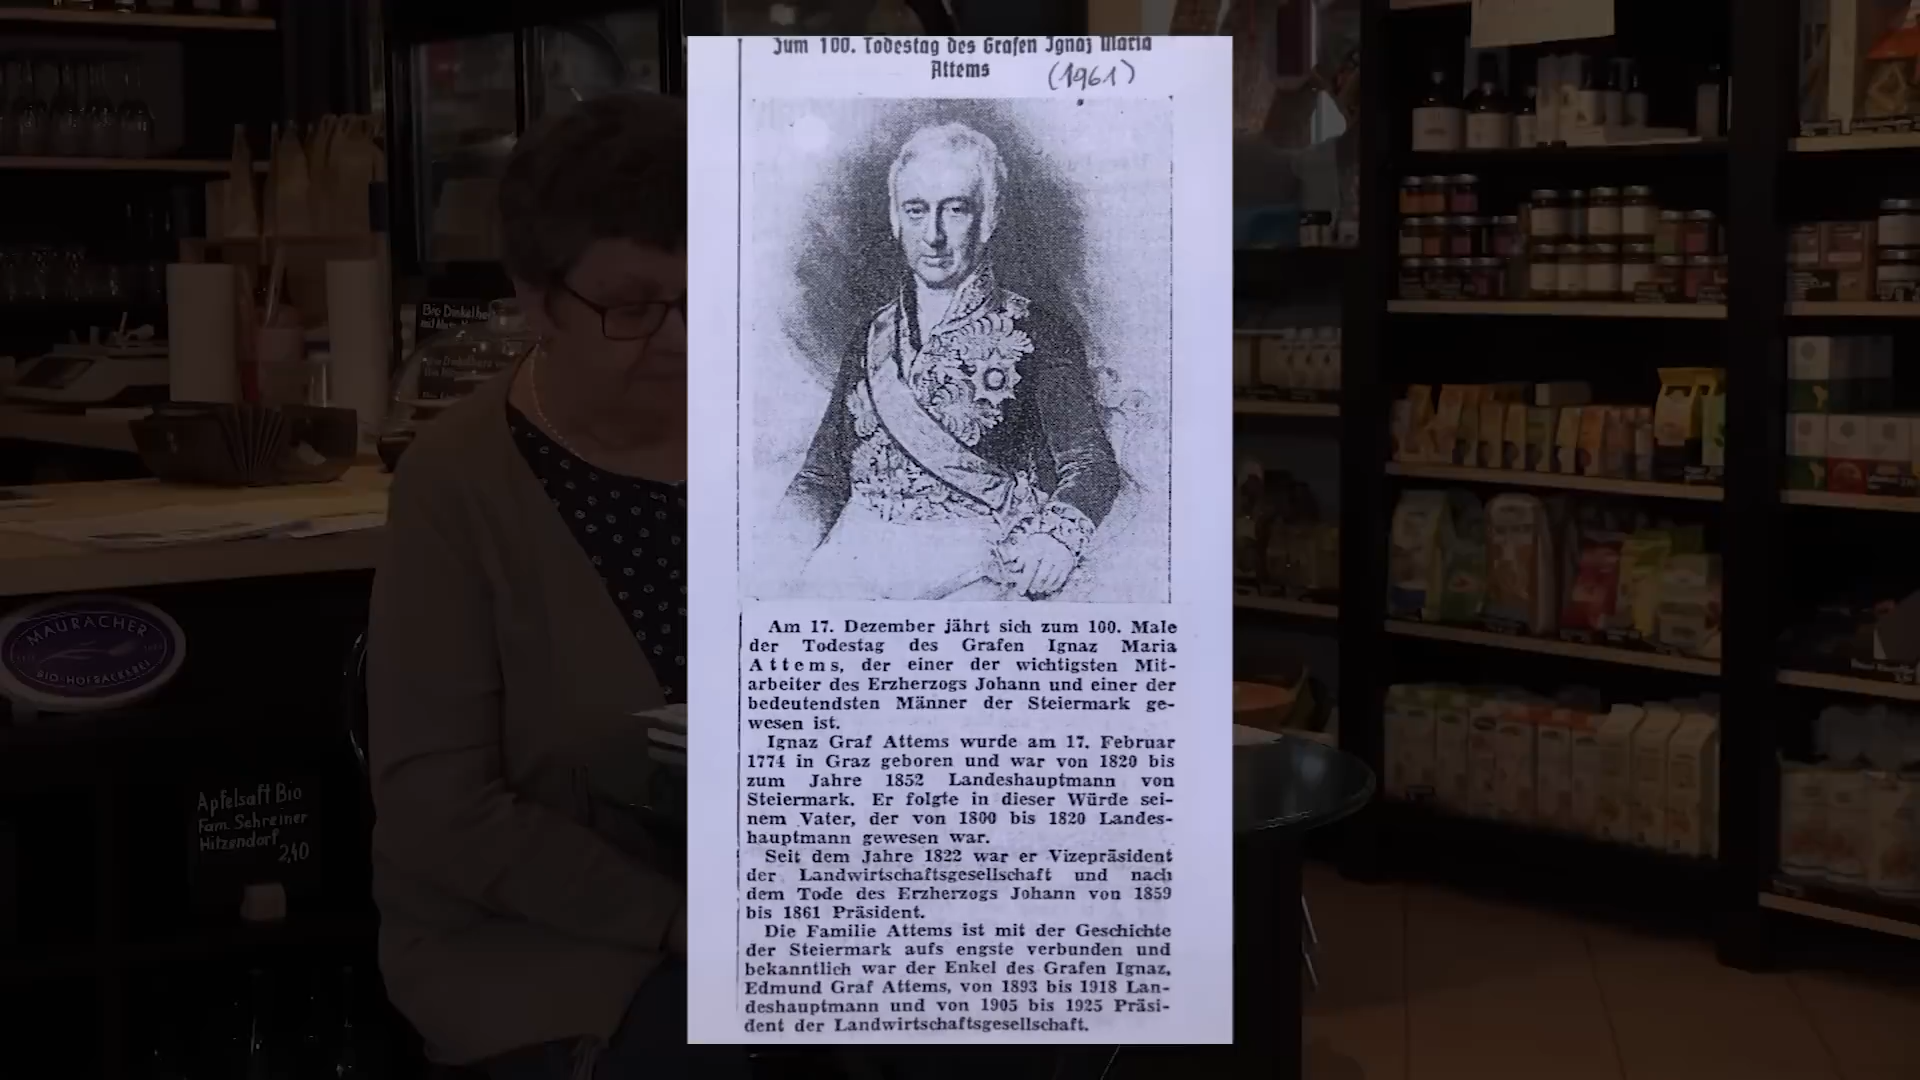 Zum 100. Todestag des Grafen Ignaz Maria
Attems (1961)
Am 17. Dezember jährt sich zum 100. Male
der Todestag des Grafen Ignaz Maria
Attems, der einer der wichtigsten Mit-
arbeiter des Erzherzogs Johann und einer der
bedeutendsten Männer der Steiermark ge-
wesen ist.
Ignaz Graf Attems wurde am 17. Februar
1774 in Graz geboren und war von 1820 bis
zum Jahre 1852 Landeshauptmann von
Steiermark. Er folgte in dieser Würde sei-
nem Vater, der von 1800 bis 1820 Landes-
hauptmann gewesen war.
Seit dem Jahre 1822 war er Vizepräsident
der Landwirtschaftsgesellschaft und nach
dem Tode des Erzherzogs Johann von 1859
bis 1861 Präsident.
Die Familie Attems ist mit der Geschichte
der Steiermark aufs engste verbunden und
bekanntlich war der Enkel des Grafen Ignaz,
Edmund Graf Attems, von 1893 bis 1918 Lan-
deshauptmann und von 1905 bis 1925 Präsi-
dent der Landwirtschaftsgesellschaft.
Bio Dinkel
MAURACHER
BIO-HOFBÄCKEREI
Apfelsaft Bio
Fam. Schreiner
Hitzendorf
2,40